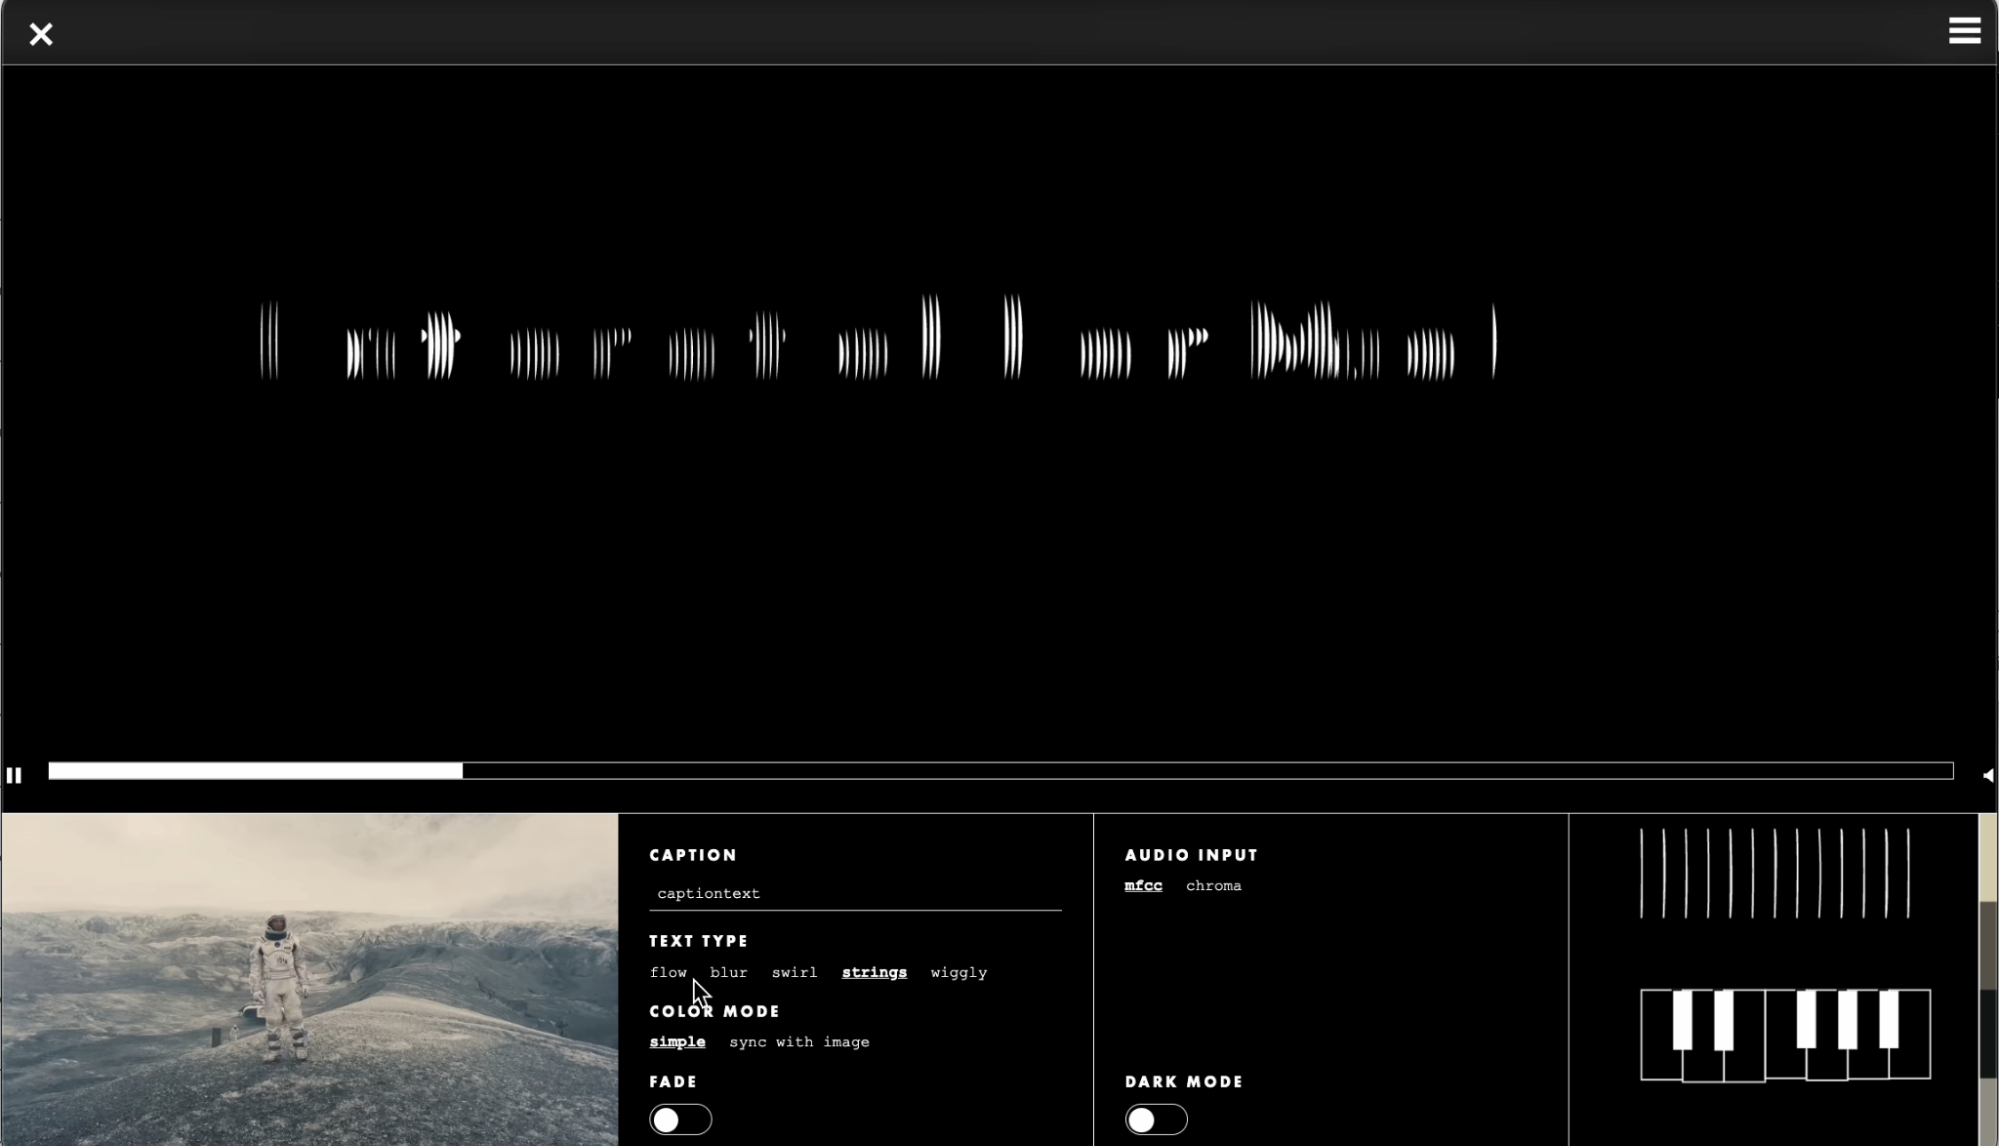 Interstellar
CAPTION
captiontext
TEXT TYPE
flow blur swirl strings wiggly
COLOR MODE
simple sync with image
FADE
AUDIO INPUT
mfcc chroma
DARK MODE